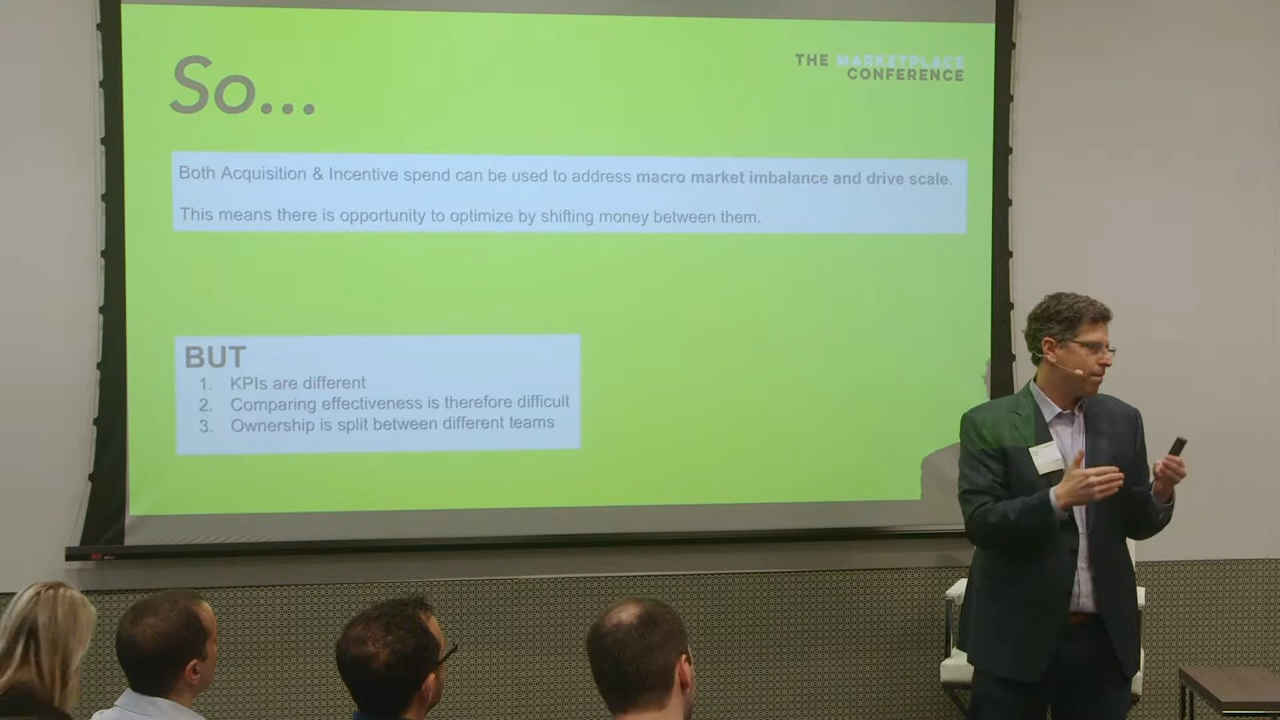 So...
THE MARKETPLACE
CONFERENCE
Both Acquisition & Incentive spend can be used to address macro market imbalance and drive scale.
This means there is opportunity to optimize by shifting money between them.
BUT
1. KPIs are different
2. Comparing effectiveness is therefore difficult
3. Ownership is split between different teams